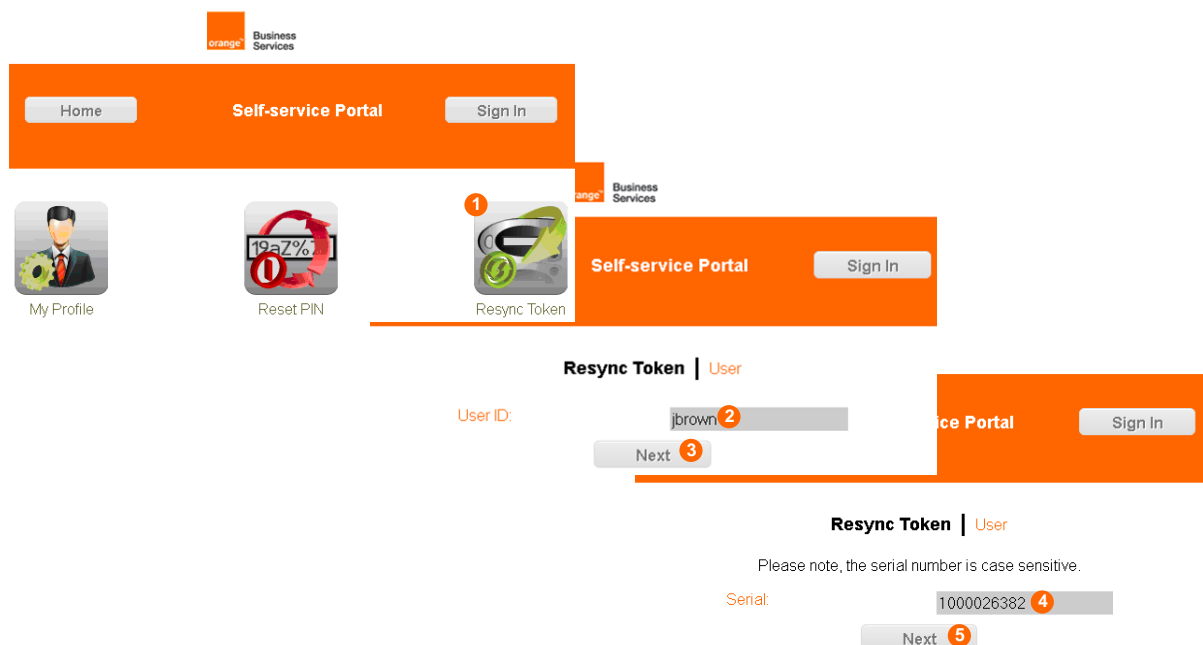 orange™ Business
Services
Home Self-service Portal Sign In
1
19aZ%
My Profile Reset PIN Resync Token
Business
Services
Self-service Portal Sign In
Resync Token | User
User ID: jbrown 2
Next 3
ice Portal Sign In
Resync Token | User
Please note, the serial number is case sensitive.
Serial: 1000026382 4
Next 5